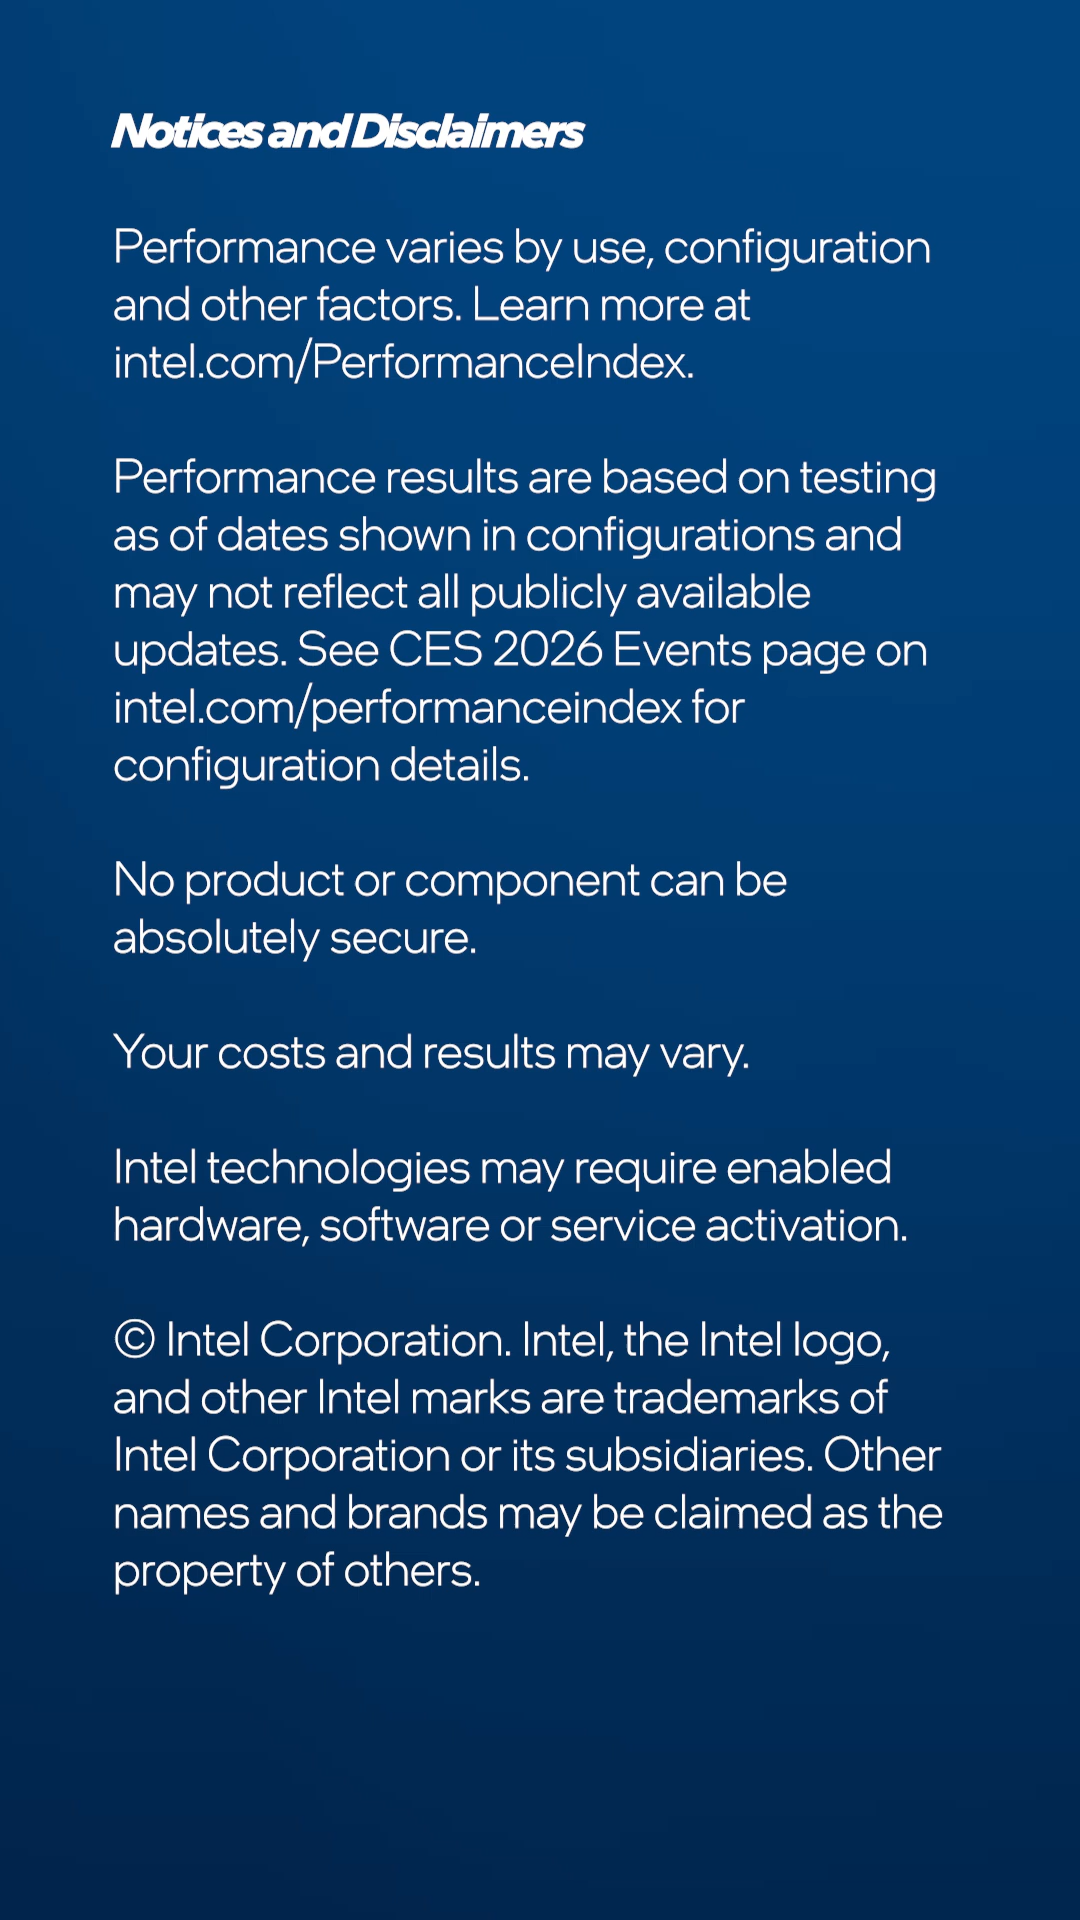 Notices and Disclaimers
Performance varies by use, configuration
and other factors. Learn more at
intel.com/PerformanceIndex.
Performance results are based on testing
as of dates shown in configurations and
may not reflect all publicly available
updates. See CES 2026 Events page on
intel.com/performanceindex for
configuration details.
No product or component can be
absolutely secure.
Your costs and results may vary.
Intel technologies may require enabled
hardware, software or service activation.
© Intel Corporation. Intel, the Intel logo,
and other Intel marks are trademarks of
Intel Corporation or its subsidiaries. Other
names and brands may be claimed as the
property of others.